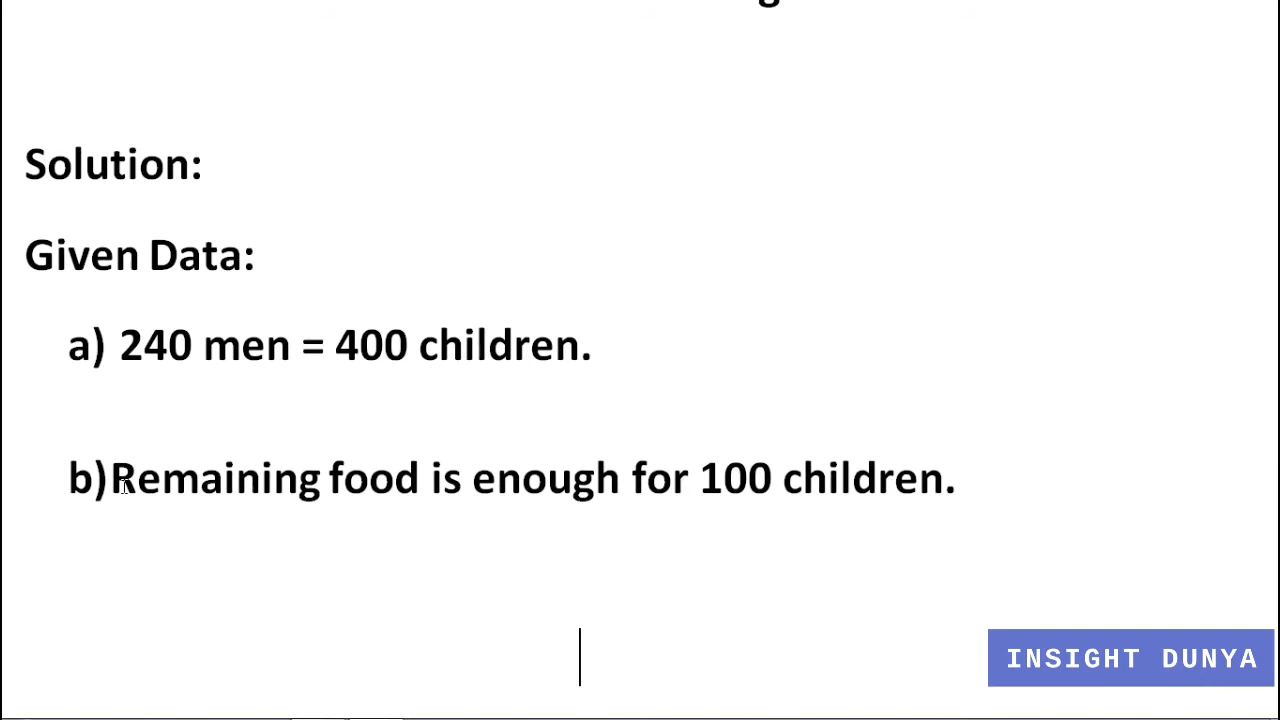 Solution:
Given Data:
a) 240 men = 400 children.
b)Remaining food is enough for 100 children.
INSIGHT DUNYA